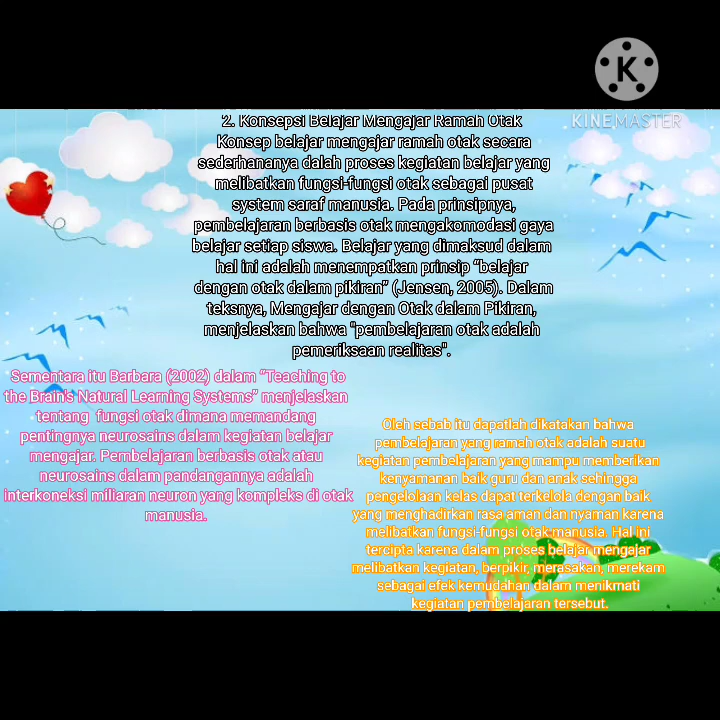 K
KINEMASTER
2. Konsepsi Belajar Mengajar Ramah Otak
Konsep belajar mengajar ramah otak secara
sederhananya dalah proses kegiatan belajar yang
melibatkan fungsi-fungsi otak sebagai pusat
system saraf manusia. Pada prinsipnya,
pembelajaran berbasis otak mengakomodasi gaya
belajar setiap siswa. Belajar yang dimaksud dalam
hal ini adalah menempatkan prinsip “belajar
dengan otak dalam pikiran” (Jensen, 2005). Dalam
teksnya, Mengajar dengan Otak dalam Pikiran,
menjelaskan bahwa "pembelajaran otak adalah
pemeriksaan realitas".
Sementara itu Barbara (2002) dalam “Teaching to
the Brain's Natural Learning Systems” menjelaskan
tentang fungsi otak dimana memandang
pentingnya neurosains dalam kegiatan belajar
mengajar. Pembelajaran berbasis otak atau
neurosains dalam pandangannya adalah
interkoneksi miliaran neuron yang kompleks di otak
manusia.
Oleh sebab itu dapatlah dikatakan bahwa
pembelajaran yang ramah otak adalah suatu
kegiatan pembelajaran yang mampu memberikan
kenyamanan baik guru dan anak sehingga
pengelolaan kelas dapat terkelola dengan baik
yang menghadirkan rasa aman dan nyaman karena
melibatkan fungsi-fungsi otak manusia. Hal ini
tercipta karena dalam proses belajar mengajar
melibatkan kegiatan, berpikir, merasakan, merekam
sebagai efek kemudahan dalam menikmati
kegiatan pembelajaran tersebut.